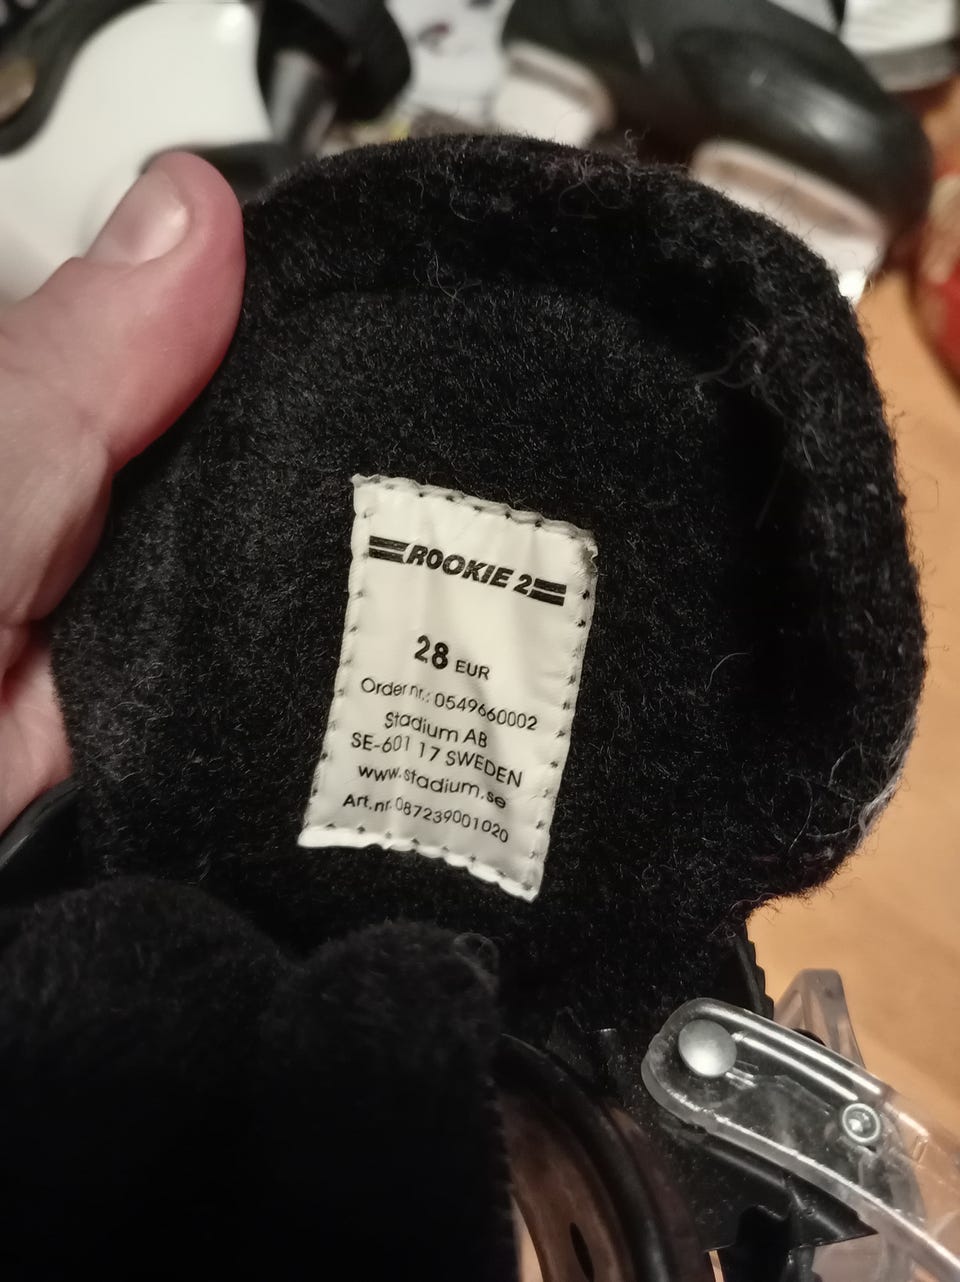 ROOKIE 2
28 EUR
Order nr.: 0549660002
Stadium AB
SE-601 17 SWEDEN
www.stadium.se
Art.nr 087239001020